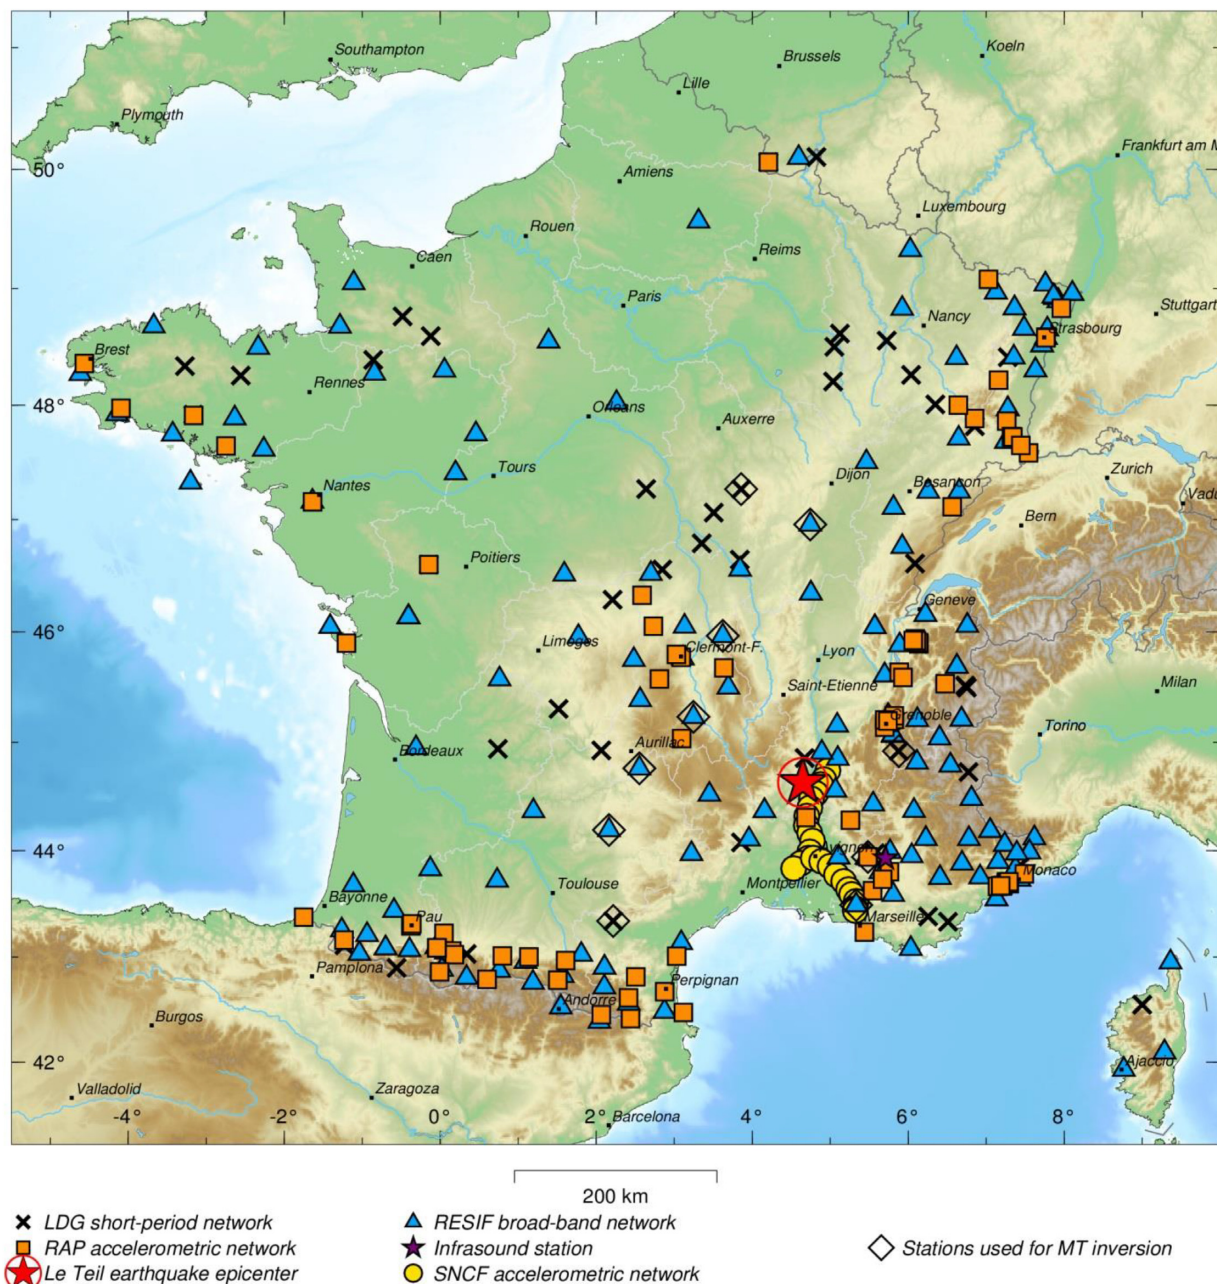 Southampton
Brussels
Koeln
Lille
Plymouth
Frankfurt am M
50°
Amiens
Luxembourg
Rouen
Reims
Caen
Paris
Stuttgart
Nancy
Strasbourg
Brest
Rennes
48°
Orleans
Auxerre
Tours
Dijon
Zurich
Nantes
Besancon
Vadu
Bern
Poitiers
Geneve
46°
Limoges
Clermont-F.
Lyon
Saint-Etienne
Milan
Grenoble
Torino
Bordeaux
Aurillac
44°
Avignon
Toulouse
Montpellier
Monaco
Bayonne
Pau
Marseille
Pamplona
Perpignan
Andorre
Burgos
42°
Ajaccio
Valladolid
Zaragoza
-4° -2° 0° 2° 4° 6° 8°
Barcelona
200 km
LDG short-period network
RESIF broad-band network
RAP accelerometric network
Infrasound station
Stations used for MT inversion
Le Teil earthquake epicenter
SNCF accelerometric network